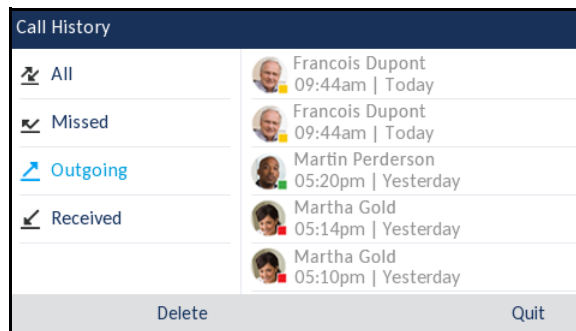 Call History
All
Missed
Outgoing
Received
Francois Dupont
09:44am | Today
Francois Dupont
09:44am | Today
Martin Perderson
05:20pm | Yesterday
Martha Gold
05:14pm | Yesterday
Martha Gold
05:10pm | Yesterday
Delete
Quit